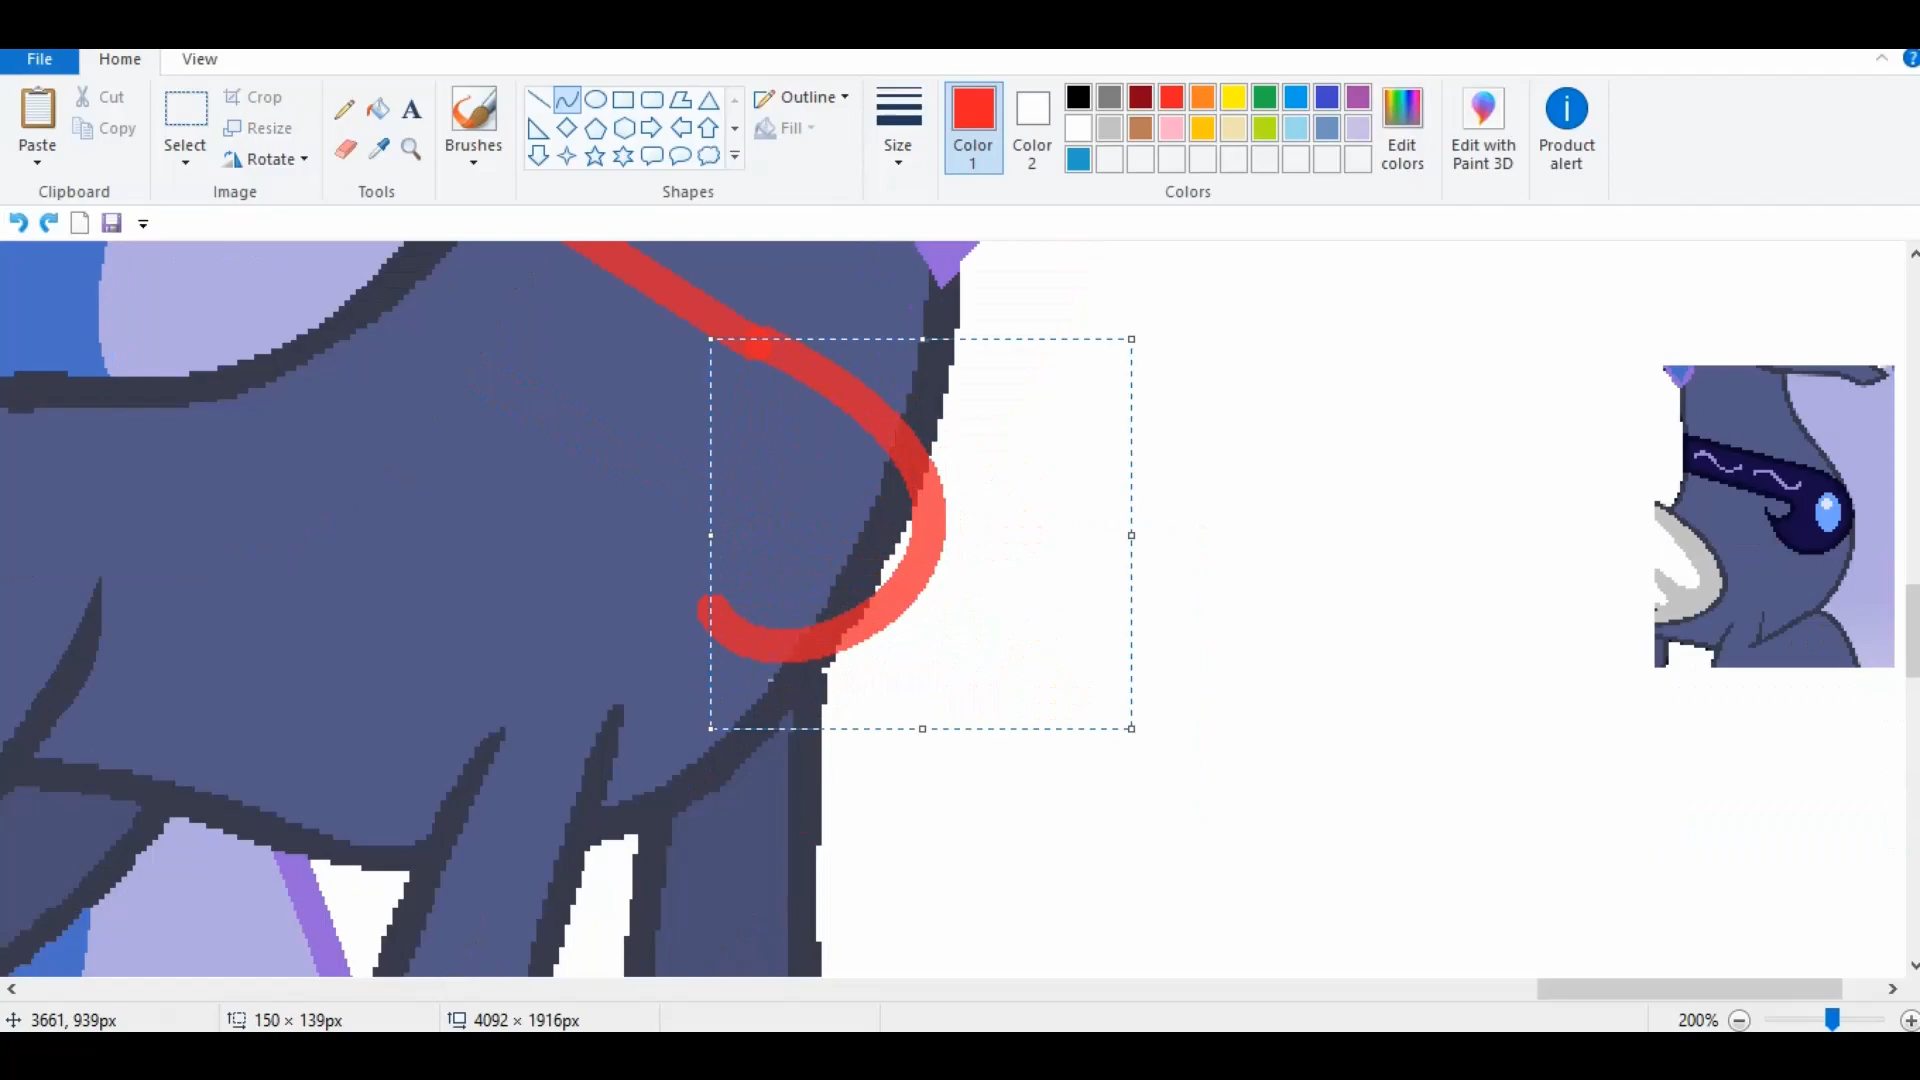 File Home View
Paste Cut Copy
Clipboard
Select Crop Resize Rotate
Image
A
Tools
Brushes
Outline Fill
Shapes
Size
Color 1 Color 2
Edit colors
Colors
Edit with Paint 3D
Product alert
3661, 939px 150 × 139px 4092 × 1916px 200%